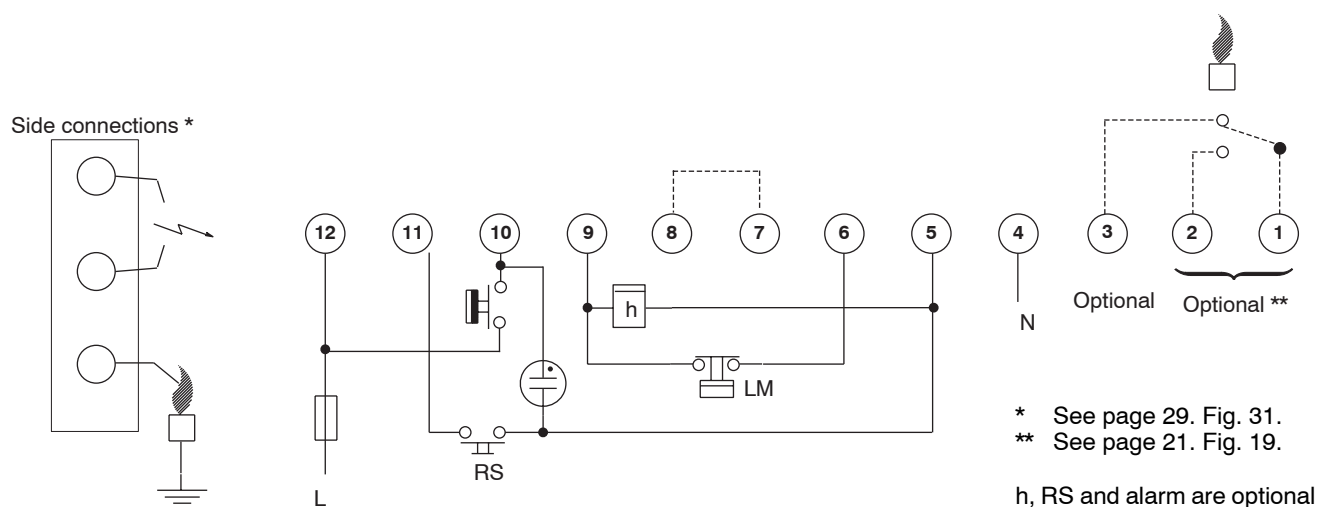 Side connections *
12 11 10 9 8 7 6 5 4 3 2 1
h
Optional
Optional **
N
LM
RS
L
* See page 29. Fig. 31.
** See page 21. Fig. 19.
h, RS and alarm are optional